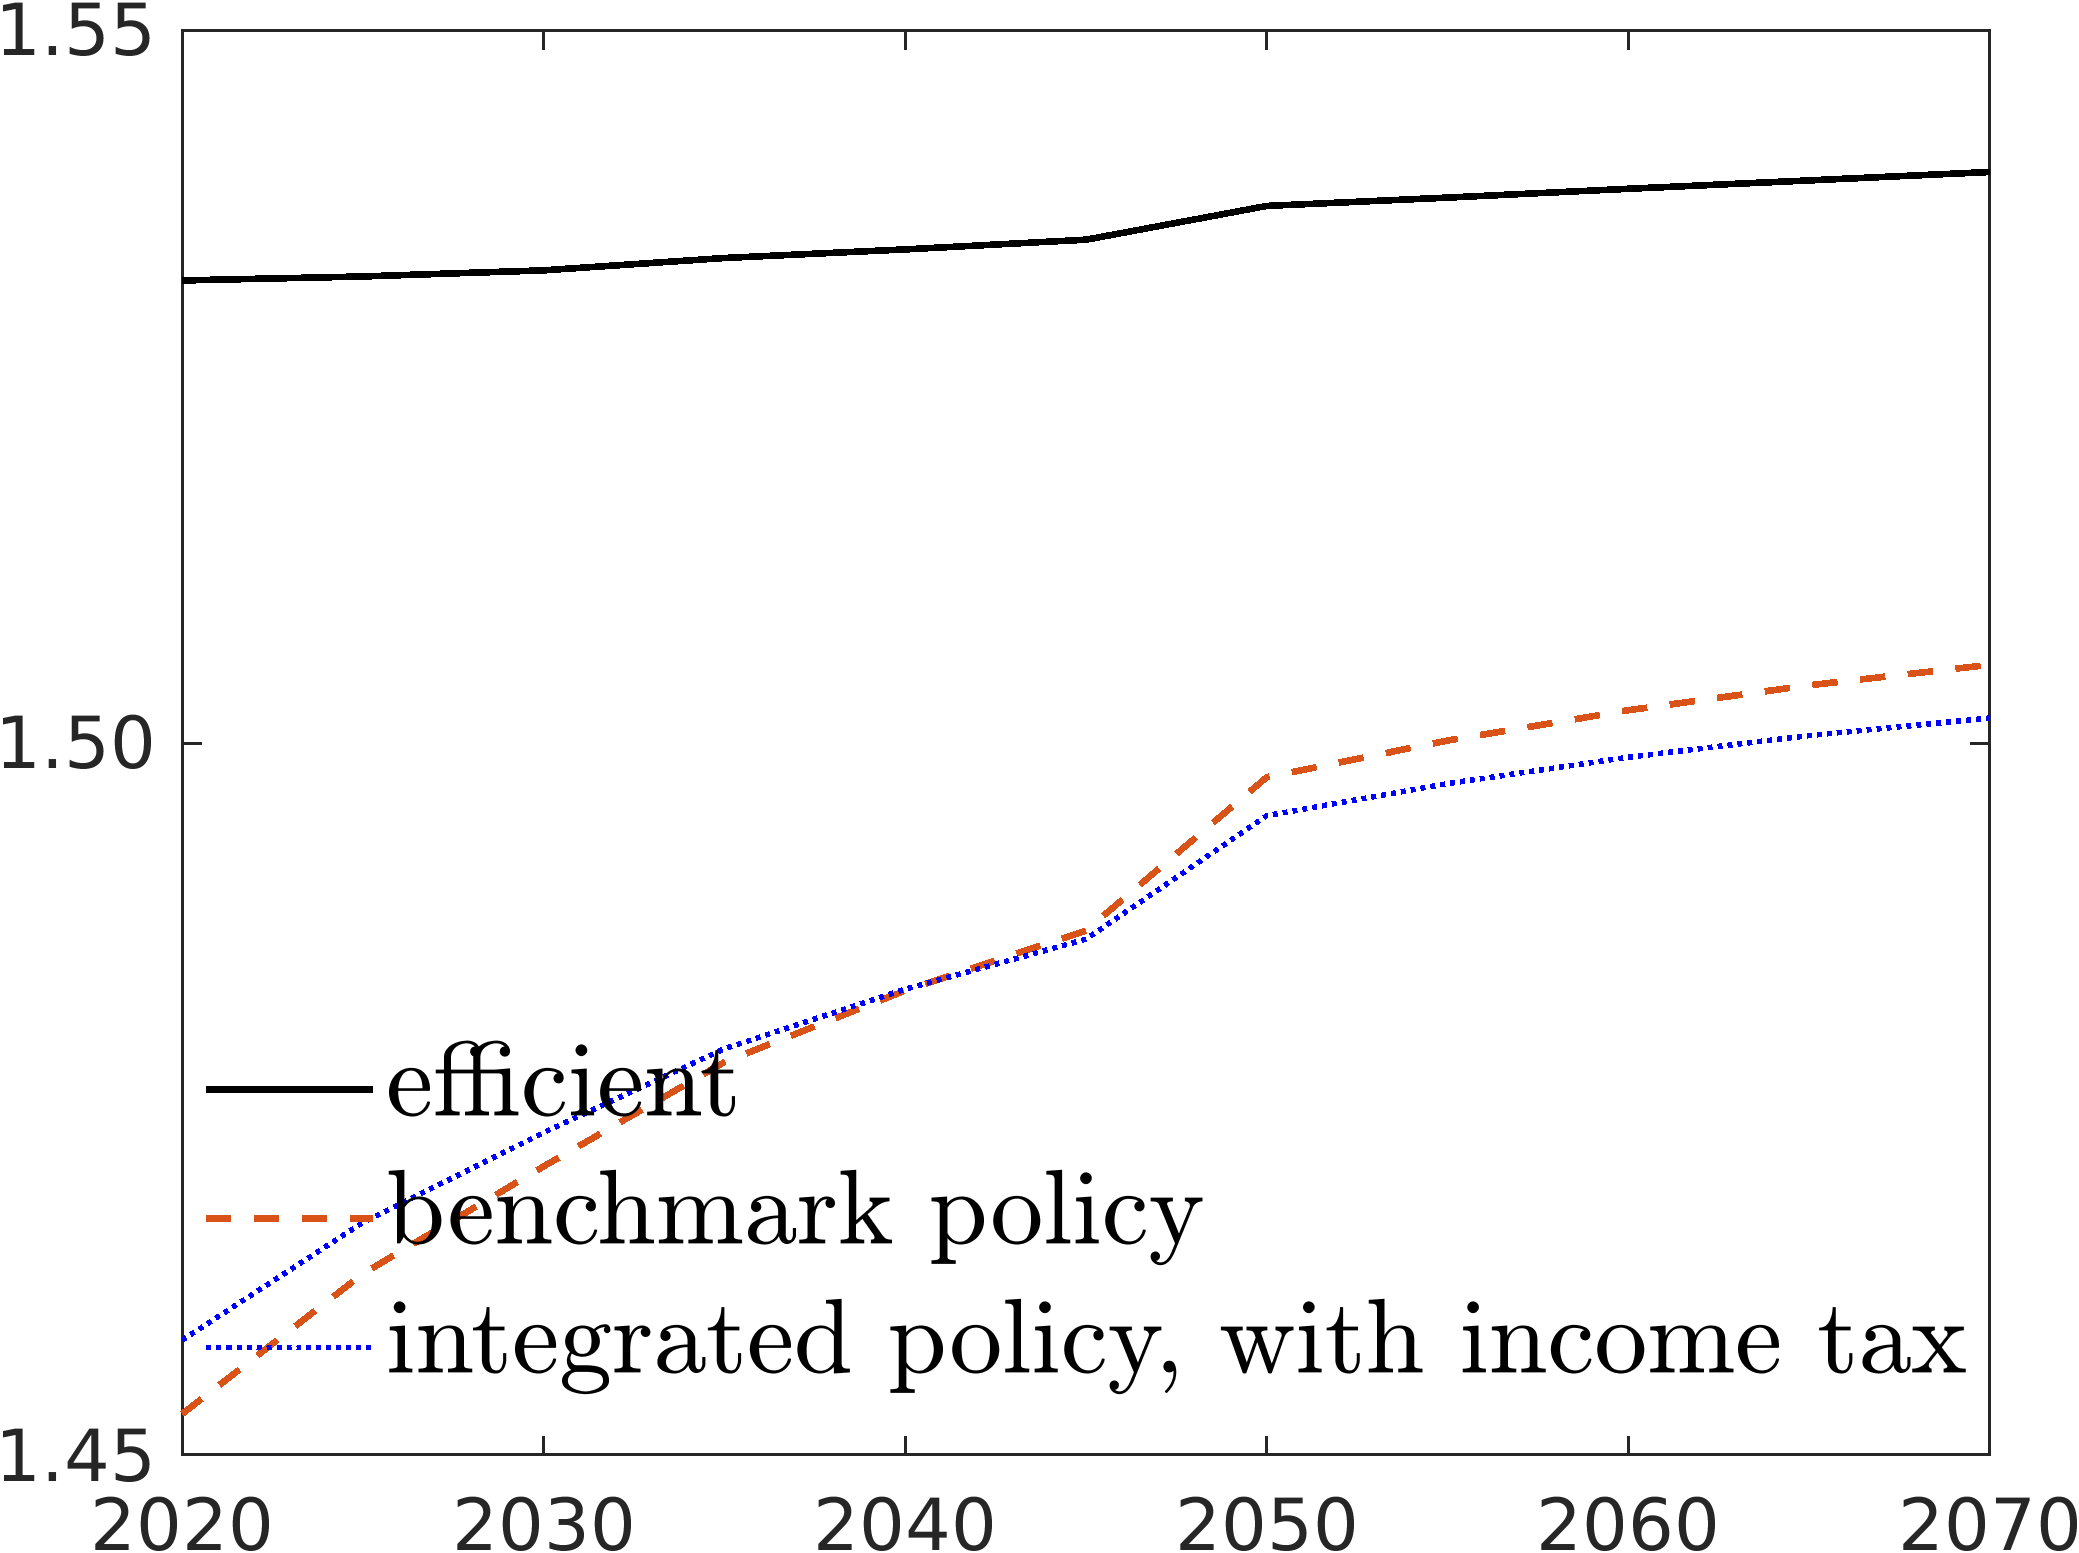 1.55
1.50
efficient
benchmark policy
integrated policy, with income tax
1.45
2020 2030 2040 2050 2060 2070